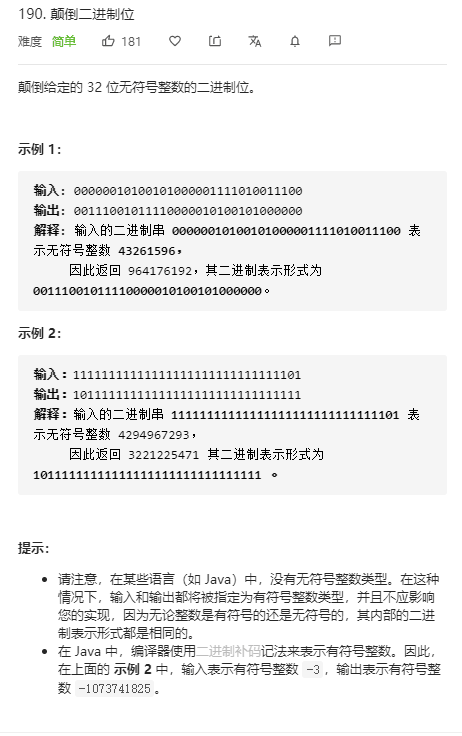 190. 颠倒二进制位
难度 简单 181
颠倒给定的 32 位无符号整数的二进制位。
示例 1：
输入: 00000010100101000001111010011100
输出: 00111001011110000010100101000000
解释: 输入的二进制串 00000010100101000001111010011100 表
示无符号整数 43261596，
因此返回 964176192，其二进制表示形式为
00111001011110000010100101000000。
示例 2：
输入：11111111111111111111111111111101
输出：10111111111111111111111111111111
解释：输入的二进制串 11111111111111111111111111111101 表
示无符号整数 4294967293，
因此返回 3221225471 其二进制表示形式为
10111111111111111111111111111111 。
提示：
• 请注意，在某些语言（如 Java）中，没有无符号整数类型。在这种
情况下，输入和输出都将被指定为有符号整数类型，并且不应影响
您的实现，因为无论整数是有符号的还是无符号的，其内部的二进
制表示形式都是相同的。
• 在 Java 中，编译器使用二进制补码记法来表示有符号整数。因此，
在上面的 示例 2 中，输入表示有符号整数 -3，输出表示有符号整
数 -1073741825。